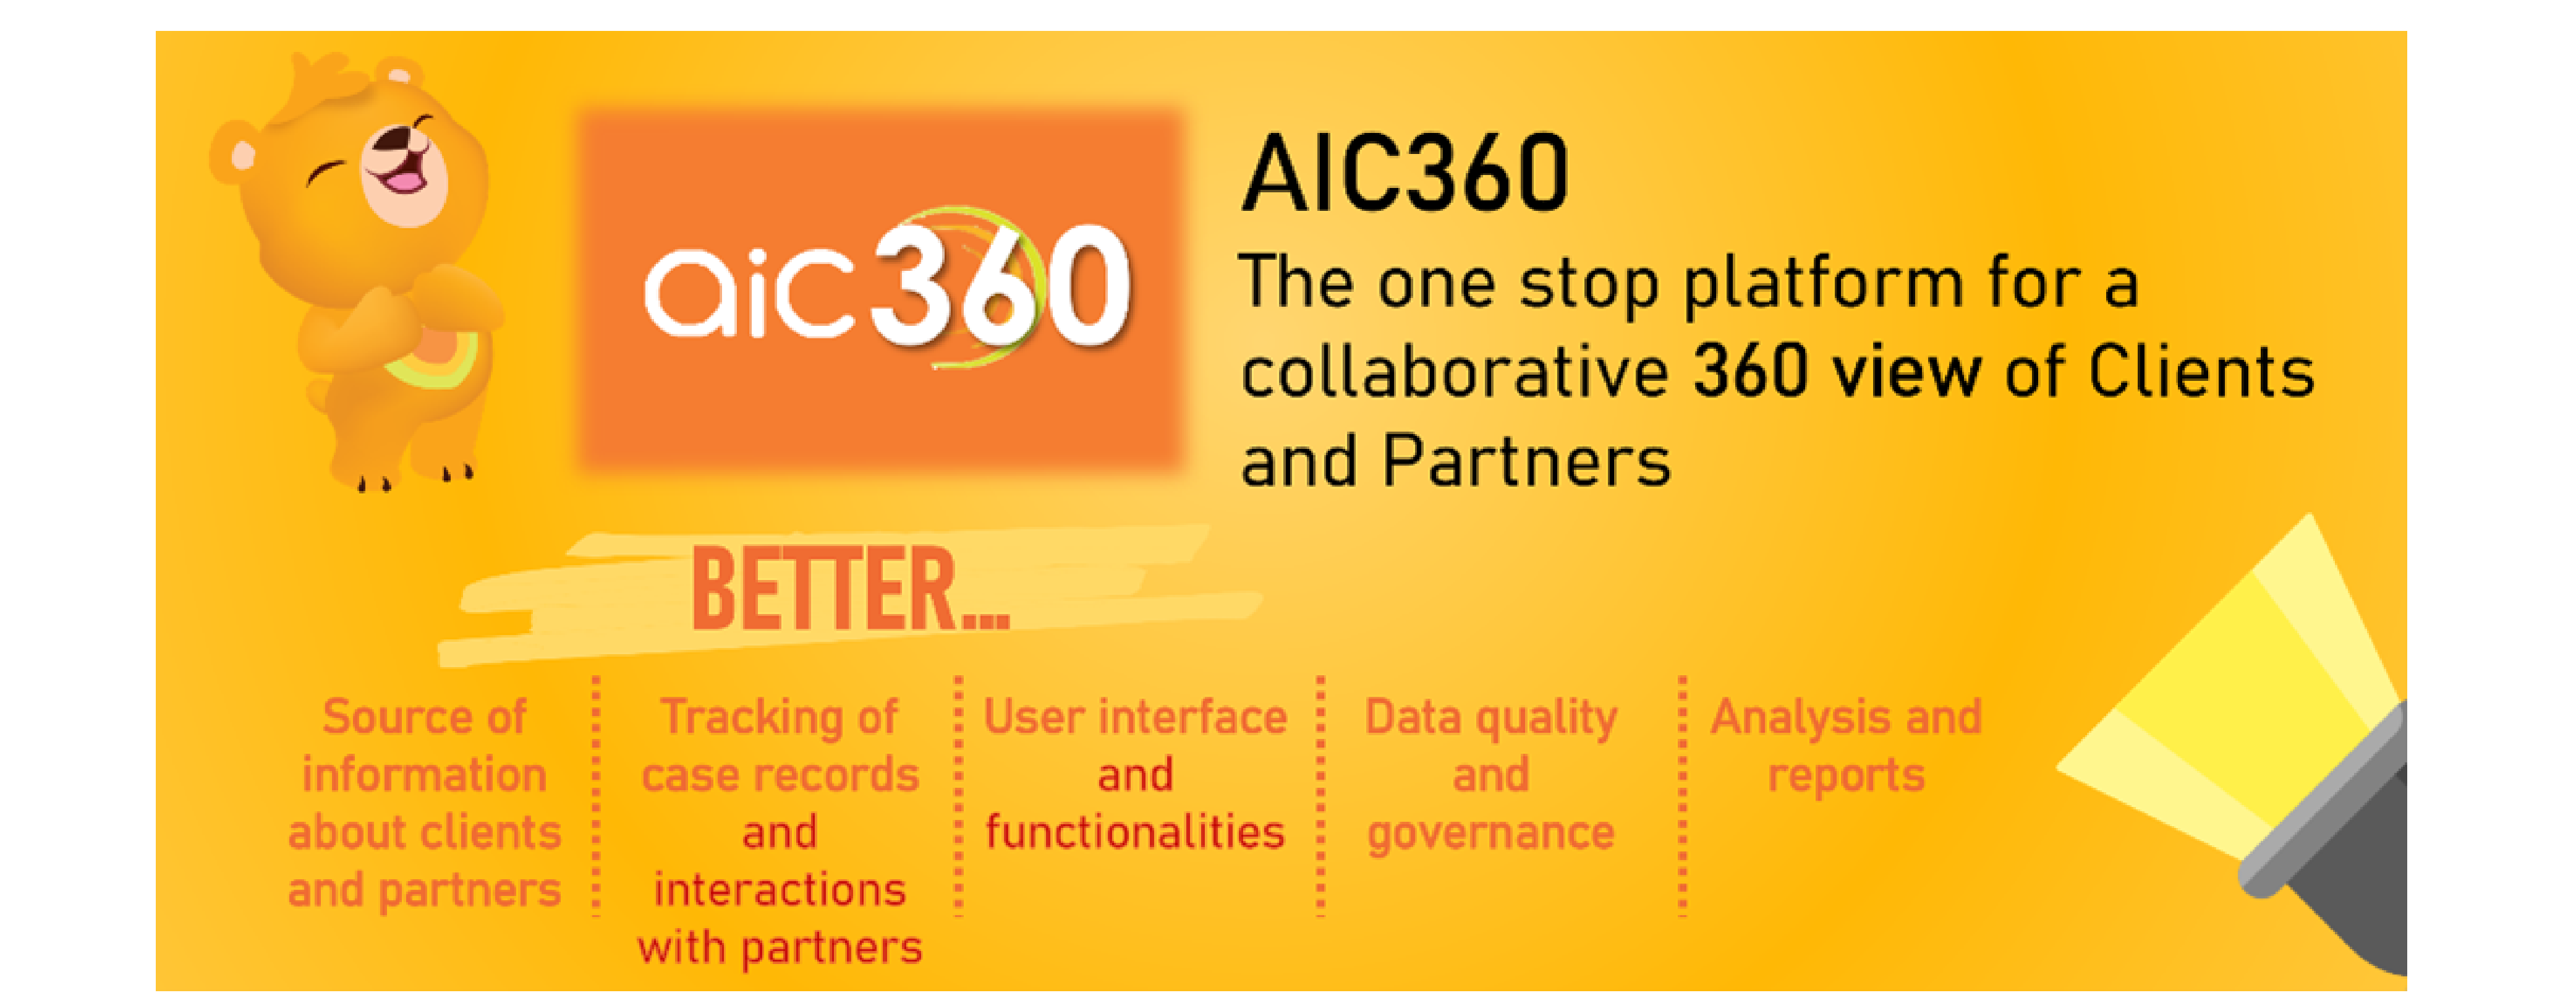 aic360
AIC360
The one stop platform for a
collaborative 360 view of Clients
and Partners
BETTER...
Source of
information
about clients
and partners
Tracking of
case records
and
interactions
with partners
User interface
and
functionalities
Data quality
and
governance
Analysis and
reports